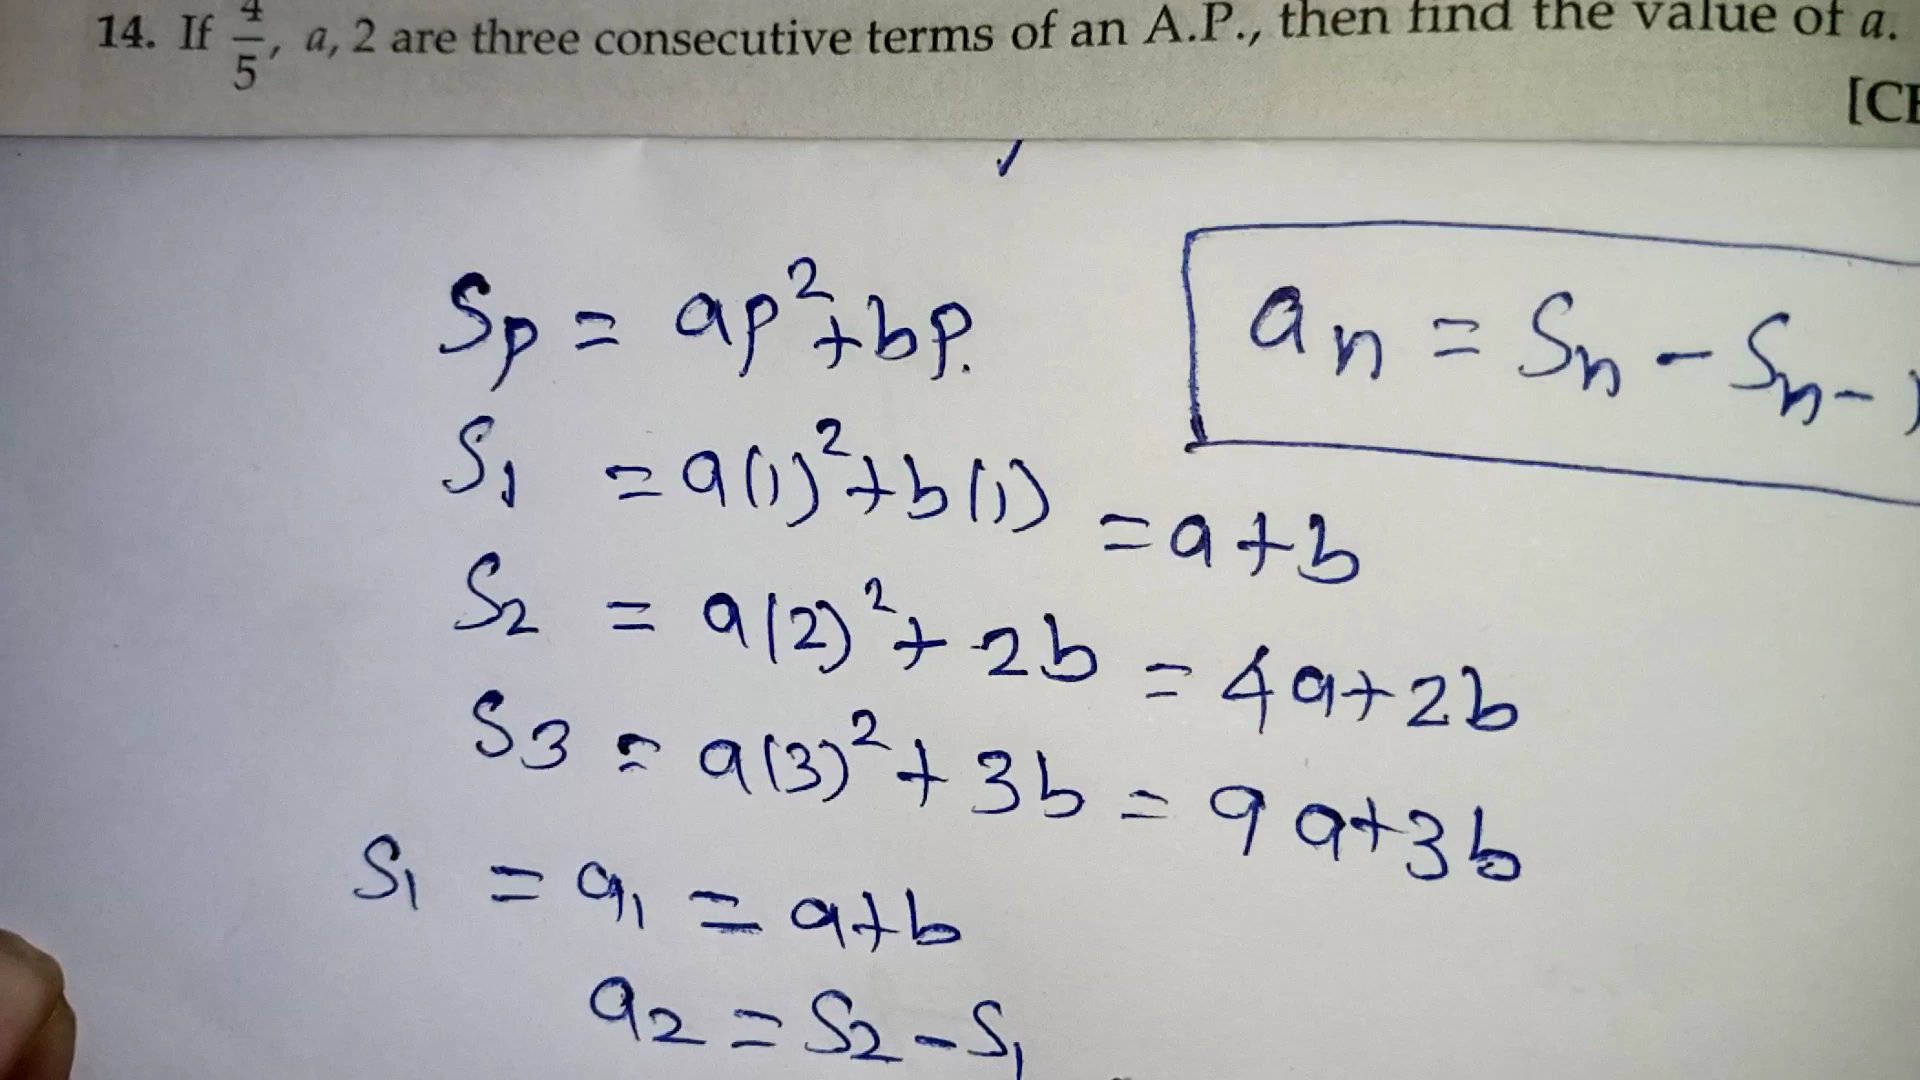 14. If 4/5, a, 2 are three consecutive terms of an A.P., then find the value of a.
[CB
Sp = ap²+bp.
an = Sn - Sn-1
S1 = a(1)²+b(1) = a+b
S2 = a(2)²+ 2b = 4a+2b
S3 = a(3)²+ 3b = 9a+3b
S1 = a1 = a+b
a2 = S2 - S1